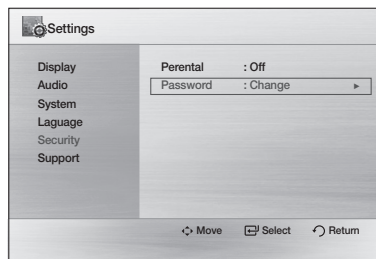 Settings
Display
Audio
System
Laguage
Security
Support
Perental : Off
Password : Change ►
Move Select Return